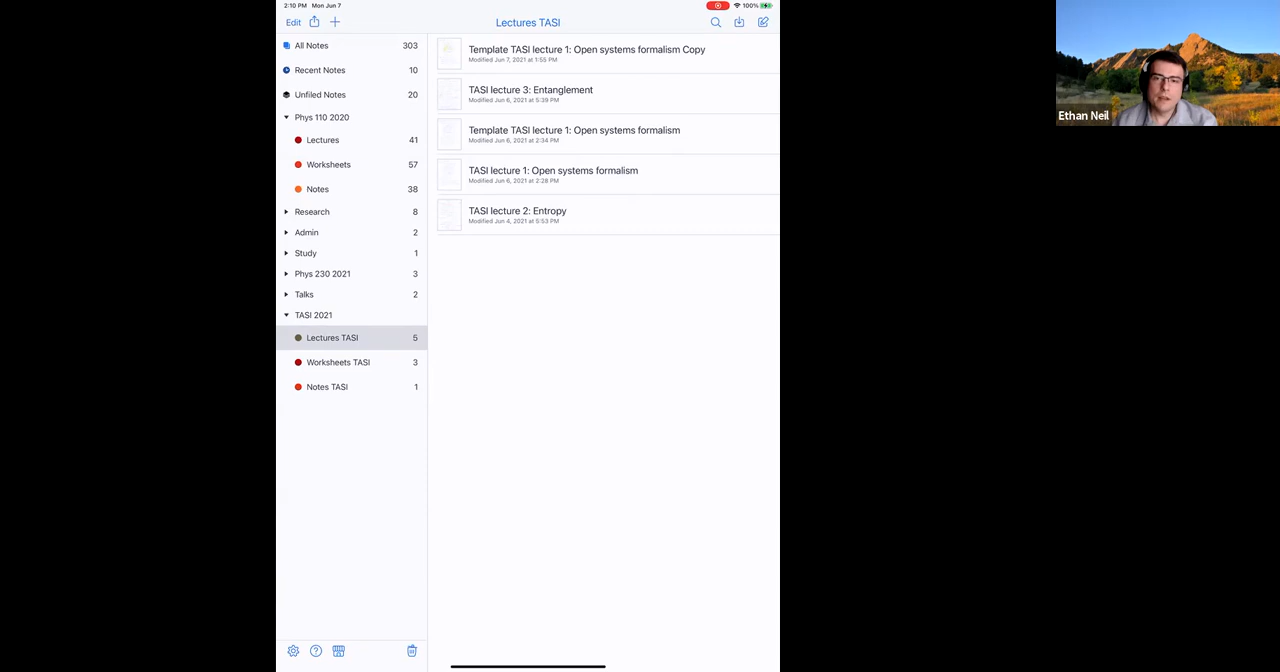 2:10 PM Mon Jun 7
100%
Edit
Lectures TASI
All Notes 303
Recent Notes 10
Unfiled Notes 20
Phys 110 2020
Lectures 41
Worksheets 57
Notes 38
Research 8
Admin 2
Study 1
Phys 230 2021 3
Talks 2
TASI 2021
Lectures TASI 5
Worksheets TASI 3
Notes TASI 1
Template TASI lecture 1: Open systems formalism Copy
Modified Jun 7, 2021 at 1:55 PM
TASI lecture 3: Entanglement
Modified Jun 6, 2021 at 5:39 PM
Template TASI lecture 1: Open systems formalism
Modified Jun 6, 2021 at 2:34 PM
TASI lecture 1: Open systems formalism
Modified Jun 6, 2021 at 2:28 PM
TASI lecture 2: Entropy
Modified Jun 4, 2021 at 5:53 PM
Ethan Neil